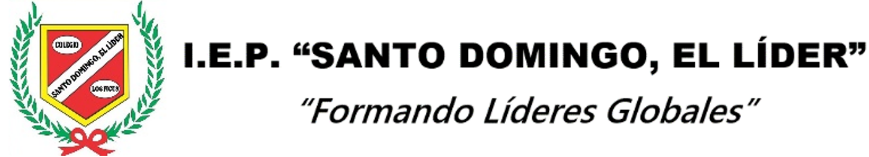 COLEGIO
SANTO DOMINGO, EL LÍDER
I.E.P. “SANTO DOMINGO, EL LÍDER”
“Formando Líderes Globales”